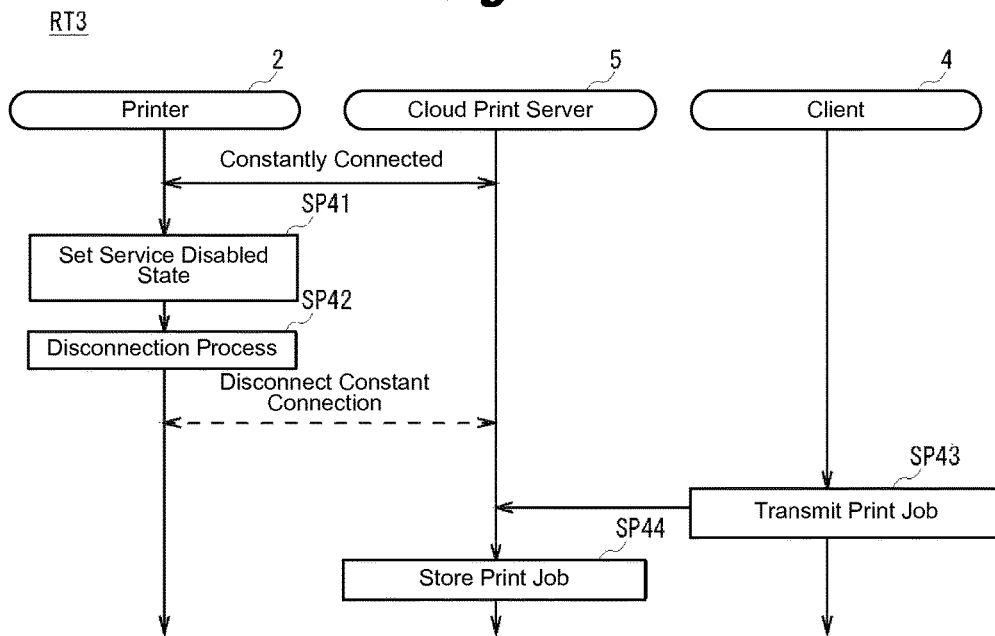 RT3
2
5
4
Printer
Cloud Print Server
Client
Constantly Connected
SP41
Set Service Disabled
State
SP42
Disconnection Process
Disconnect Constant
Connection
SP43
Transmit Print Job
SP44
Store Print Job